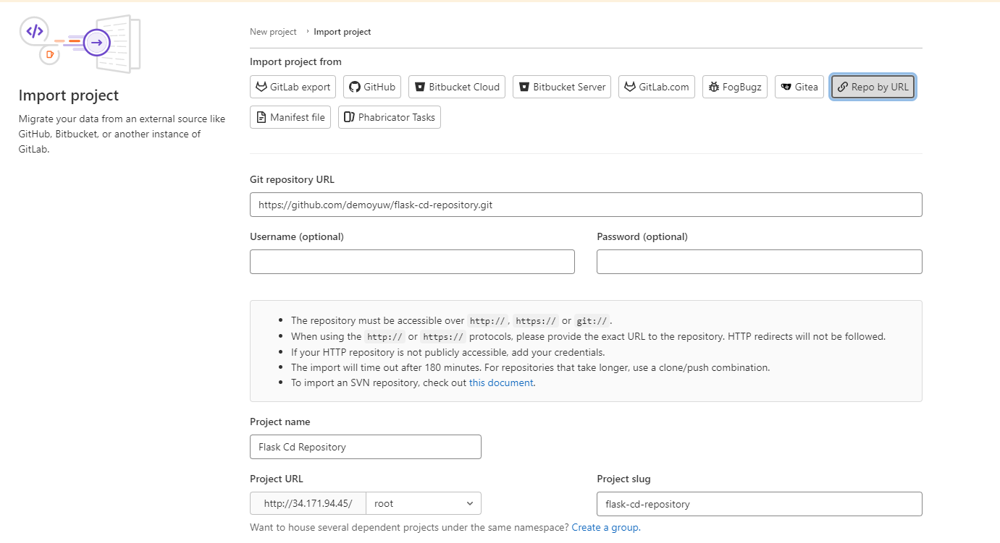 New project › Import project
Import project from
GitLab export GitHub Bitbucket Cloud Bitbucket Server GitLab.com FogBugz Gitea Repo by URL
Manifest file Phabricator Tasks
Import project
Migrate your data from an external source like
GitHub, Bitbucket, or another instance of
GitLab.
Git repository URL
https://github.com/demoyuw/flask-cd-repository.git
Username (optional) Password (optional)
The repository must be accessible over http://, https:// or git://.
When using the http:// or https:// protocols, please provide the exact URL to the repository. HTTP redirects will not be followed.
If your HTTP repository is not publicly accessible, add your credentials.
The import will time out after 180 minutes. For repositories that take longer, use a clone/push combination.
To import an SVN repository, check out this document.
Project name
Flask Cd Repository
Project URL Project slug
http://34.171.94.45/ root flask-cd-repository
Want to house several dependent projects under the same namespace? Create a group.